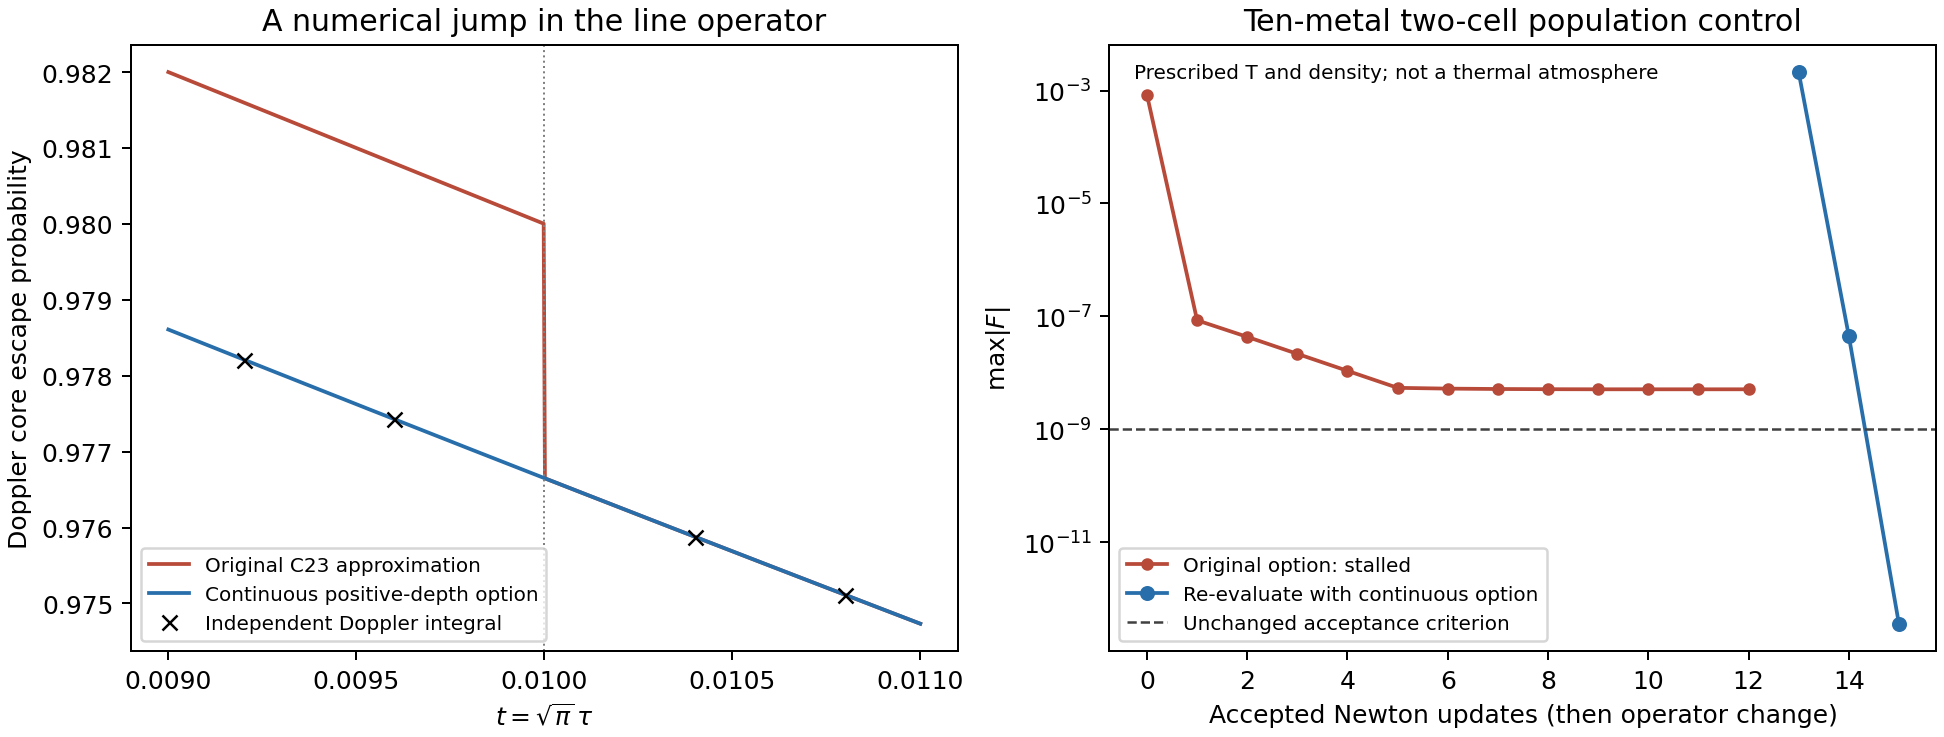 A numerical jump in the line operator
0.982
0.981
0.980
0.979
0.978
0.977
0.976
0.975
Doppler core escape probability
Original C23 approximation
Continuous positive-depth option
Independent Doppler integral
0.0090
0.0095
0.0100
0.0105
0.0110
t = √π τ
Ten-metal two-cell population control
Prescribed T and density; not a thermal atmosphere
10⁻³
10⁻⁵
10⁻⁷
10⁻⁹
10⁻¹¹
max|F|
Original option: stalled
Re-evaluate with continuous option
Unchanged acceptance criterion
0
2
4
6
8
10
12
14
Accepted Newton updates (then operator change)